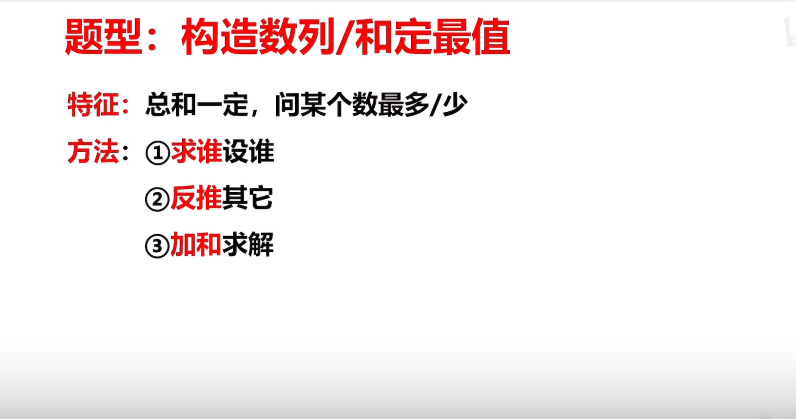 题型：构造数列/和定最值
特征：总和一定，问某个数最多/少
方法：①求谁设谁
②反推其它
③加和求解